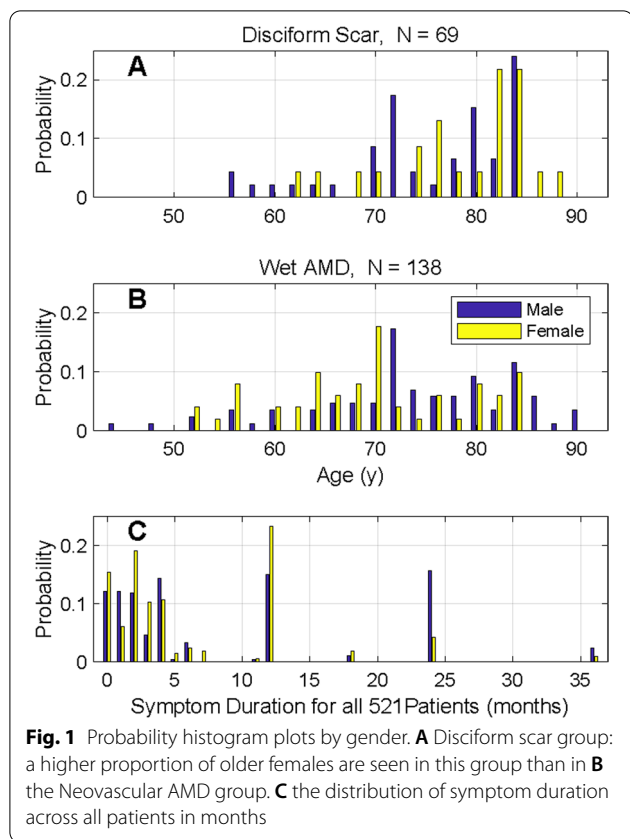 Disciform Scar, N = 69
A
Probability
0.2
0.1
0
50
60
70
80
90
Wet AMD, N = 138
B
Male
Female
Probability
0.2
0.1
0
50
60
70
80
90
Age (y)
C
Probability
0.2
0.1
0
0
5
10
15
20
25
30
35
Symptom Duration for all 521Patients (months)
Fig. 1 Probability histogram plots by gender. A Disciform scar group:
a higher proportion of older females are seen in this group than in B
the Neovascular AMD group. C the distribution of symptom duration
across all patients in months